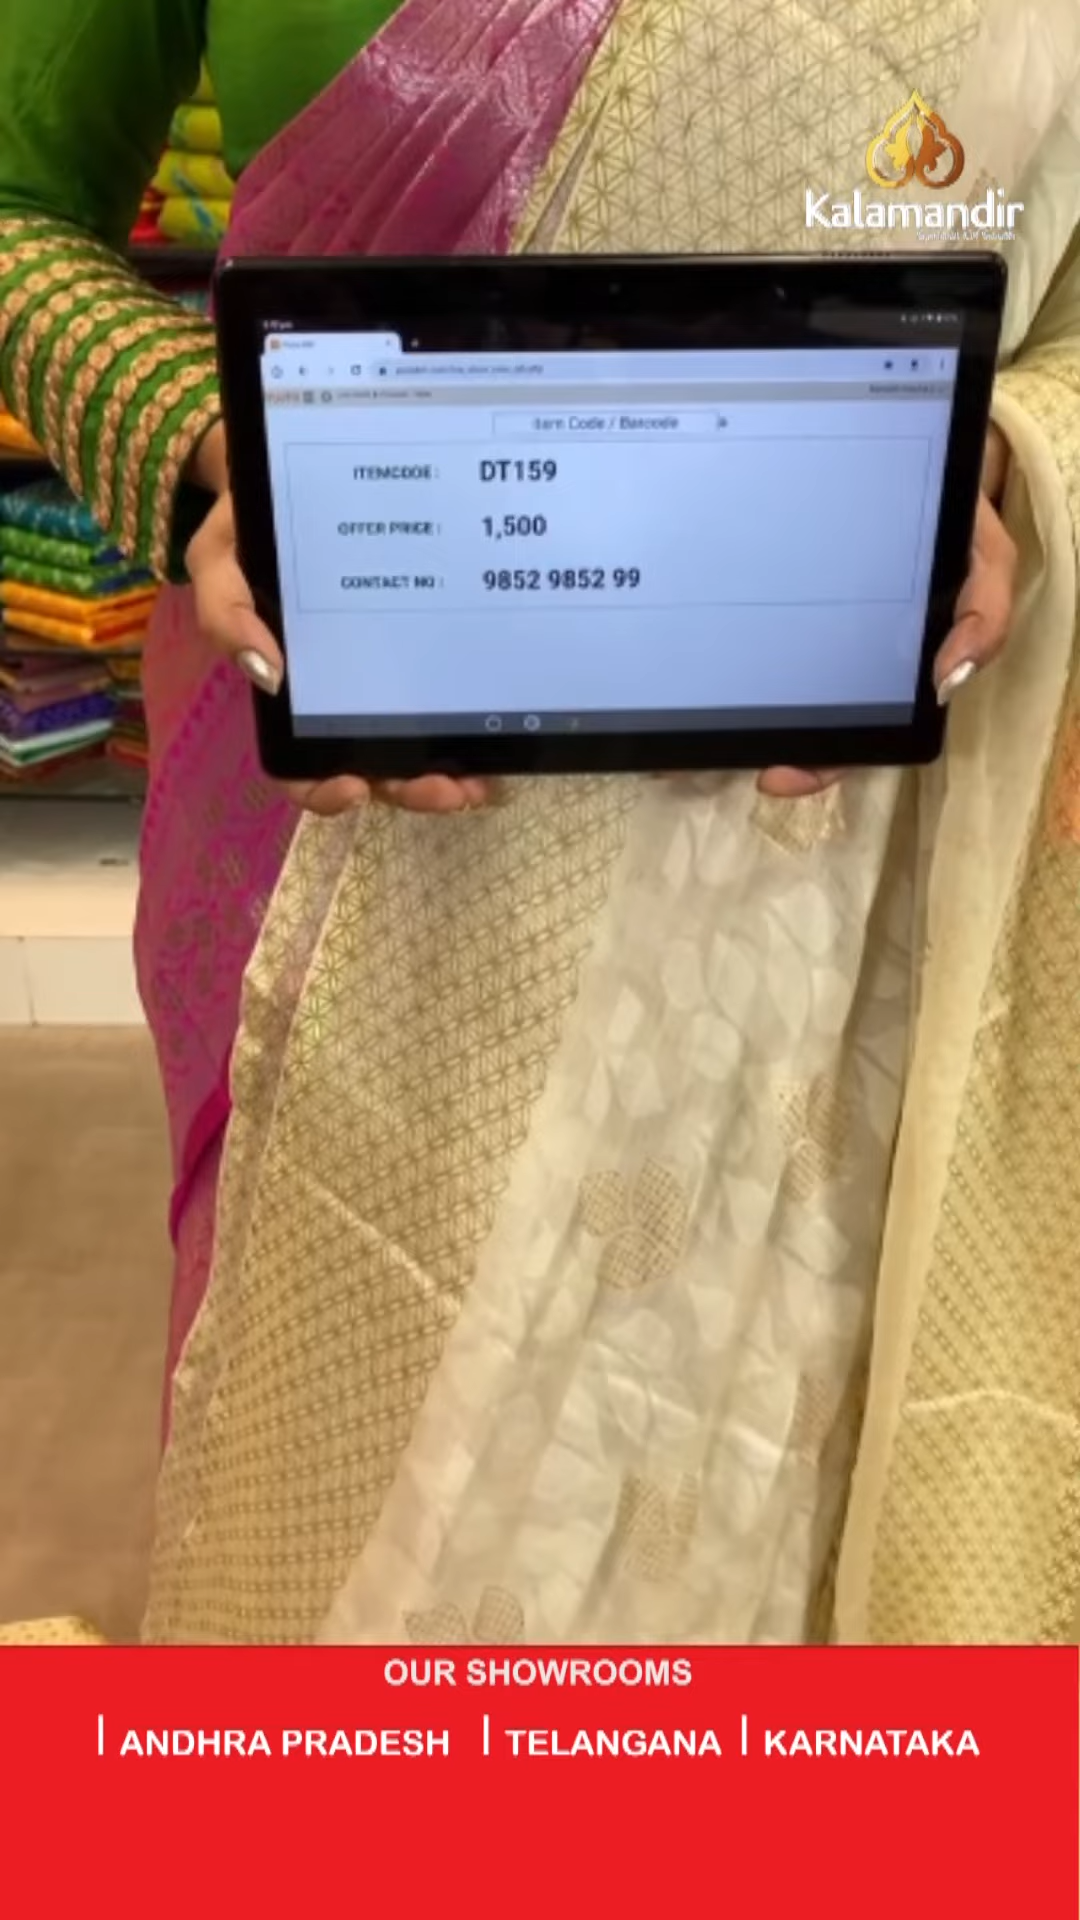 Kalamandir
Item Code / Barcode
ITEMCODE : DT159
OFFER PRICE : 1,500
CONTACT NO : 9852 9852 99
OUR SHOWROOMS
| ANDHRA PRADESH | TELANGANA | KARNATAKA